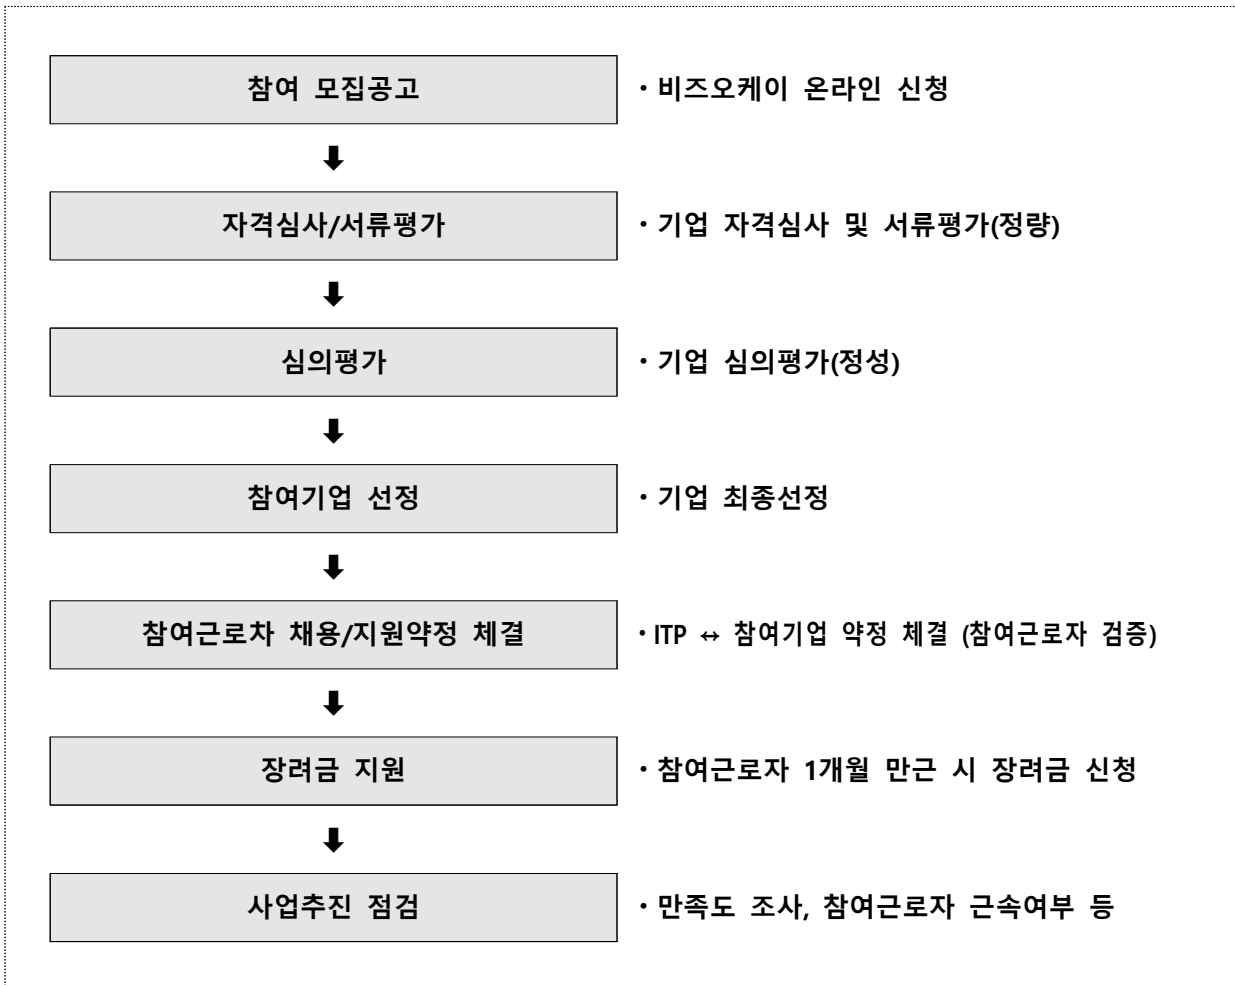 참여 모집공고
・비즈오케이 온라인 신청
⬇
자격심사/서류평가
・기업 자격심사 및 서류평가(정량)
⬇
심의평가
・기업 심의평가(정성)
⬇
참여기업 선정
・기업 최종선정
⬇
참여근로차 채용/지원약정 체결
・ITP ↔ 참여기업 약정 체결 (참여근로자 검증)
⬇
장려금 지원
・참여근로자 1개월 만근 시 장려금 신청
⬇
사업추진 점검
・만족도 조사, 참여근로자 근속여부 등